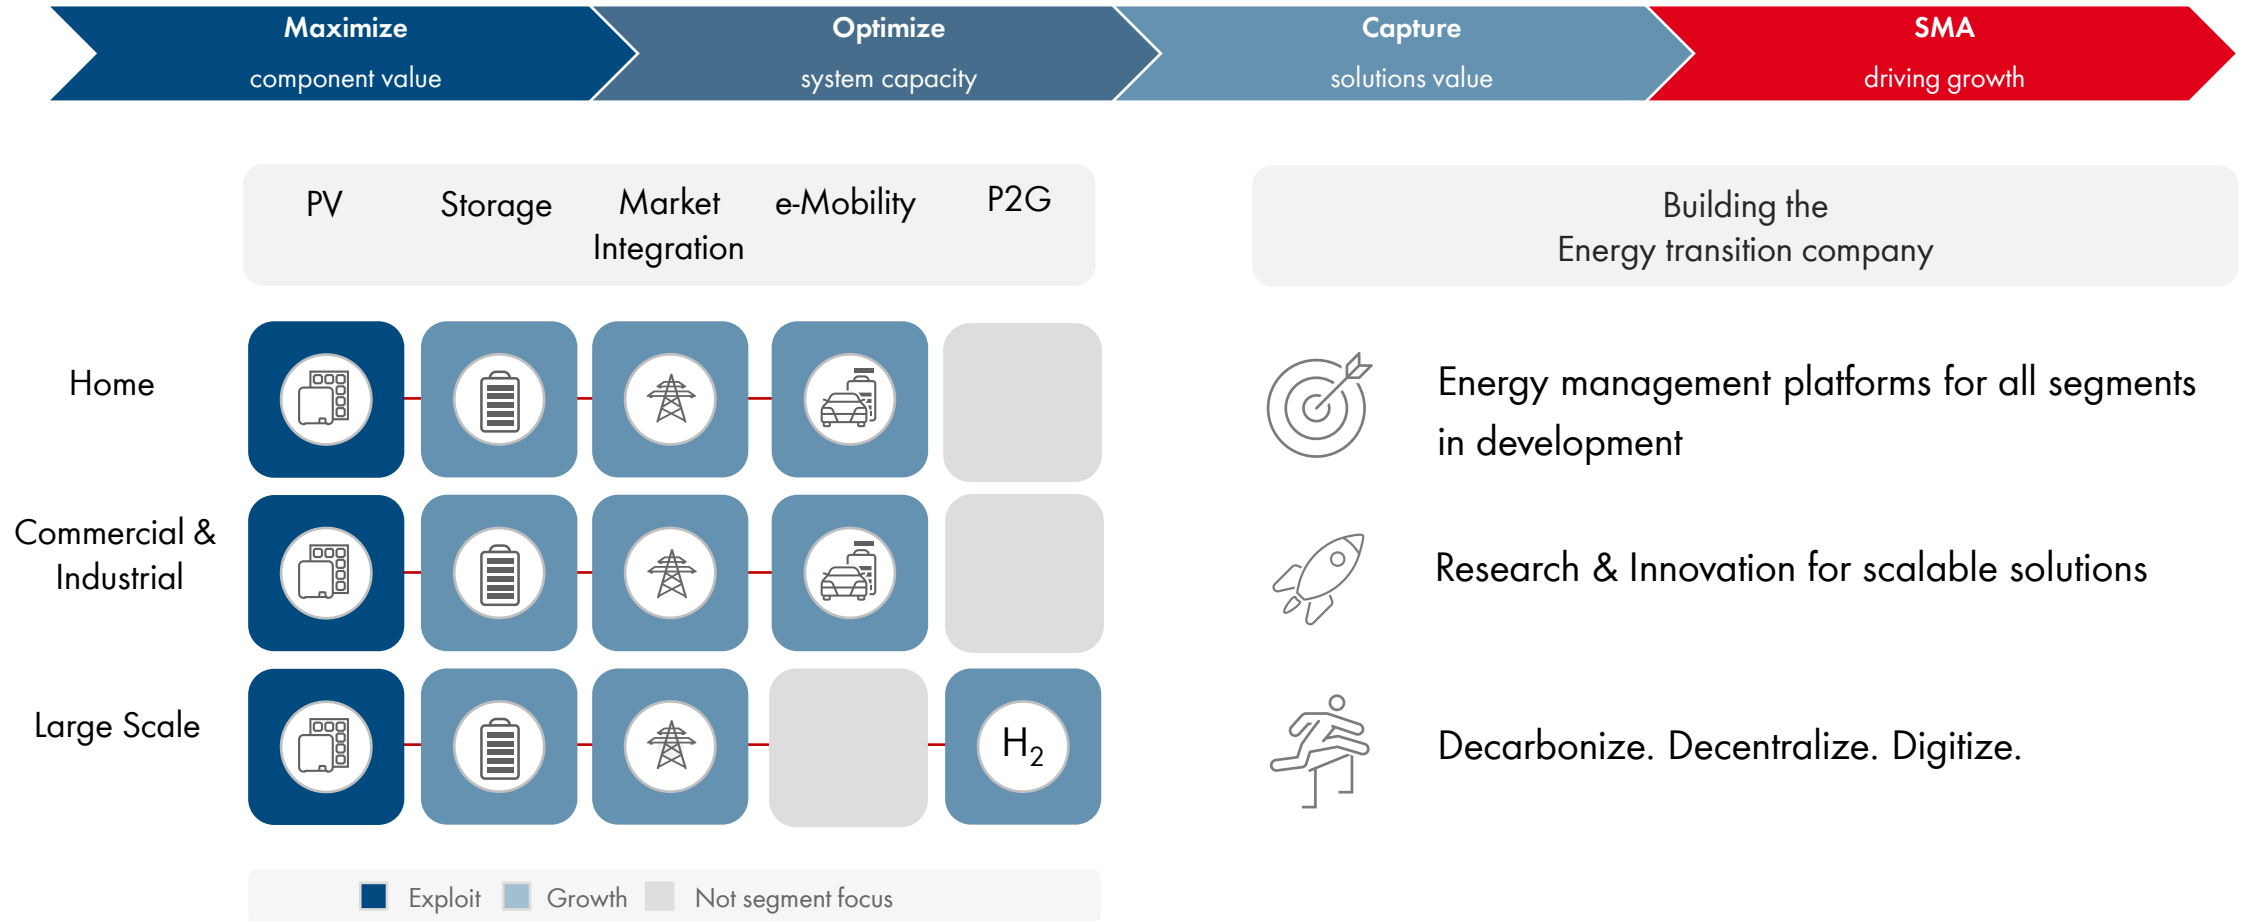 Maximize
component value
Optimize
system capacity
Capture
solutions value
SMA
driving growth
PV
Storage
Market
Integration
e-Mobility
P2G
Building the
Energy transition company
Home
Energy management platforms for all segments
in development
Commercial &
Industrial
Research & Innovation for scalable solutions
Large Scale
H₂
Decarbonize. Decentralize. Digitize.
Exploit
Growth
Not segment focus